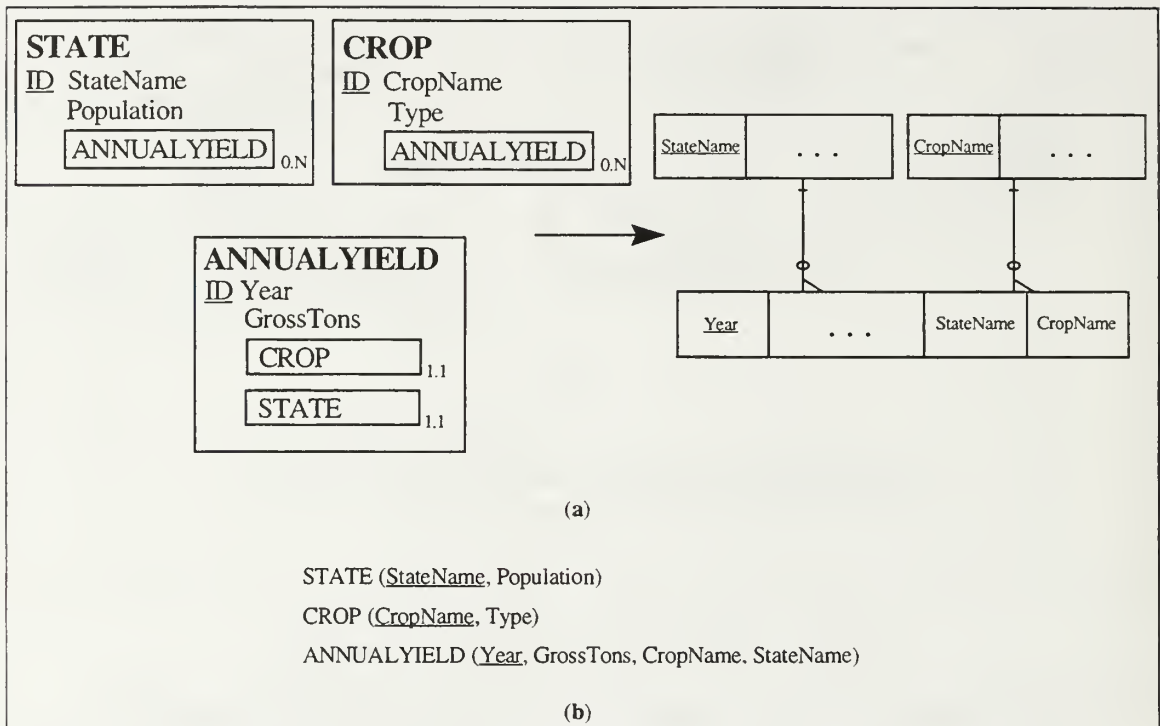 STATE
ID StateName
Population
ANNUALYIELD 0.N
CROP
ID CropName
Type
ANNUALYIELD 0.N
ANNUALYIELD
ID Year
GrossTons
CROP 1.1
STATE 1.1
StateName . . .
CropName . . .
Year . . . StateName CropName
(a)
STATE (StateName, Population)
CROP (CropName, Type)
ANNUALYIELD (Year, GrossTons, CropName, StateName)
(b)